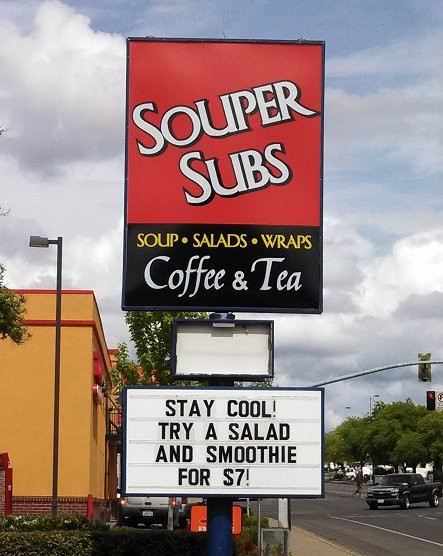 SOUPER
SUBS
SOUP • SALADS • WRAPS
Coffee & Tea
STAY COOL!
TRY A SALAD
AND SMOOTHIE
FOR $7!